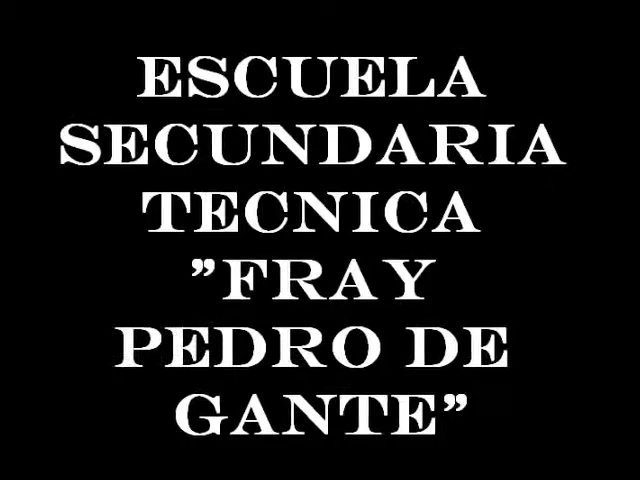 ESCUELA
SECUNDARIA
TECNICA
”FRAY
PEDRO DE
GANTE”